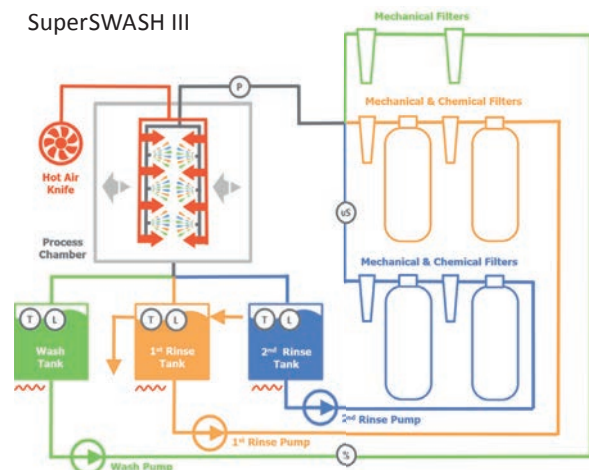 SuperSWASH III
Mechanical Filters
P
Mechanical & Chemical Filters
Hot Air
Knife
uS
Process
Chamber
Mechanical & Chemical Filters
T L
T L
T L
Wash
Tank
1st Rinse
Tank
2nd Rinse
Tank
2nd Rinse Pump
1st Rinse Pump
%
Wash Pump